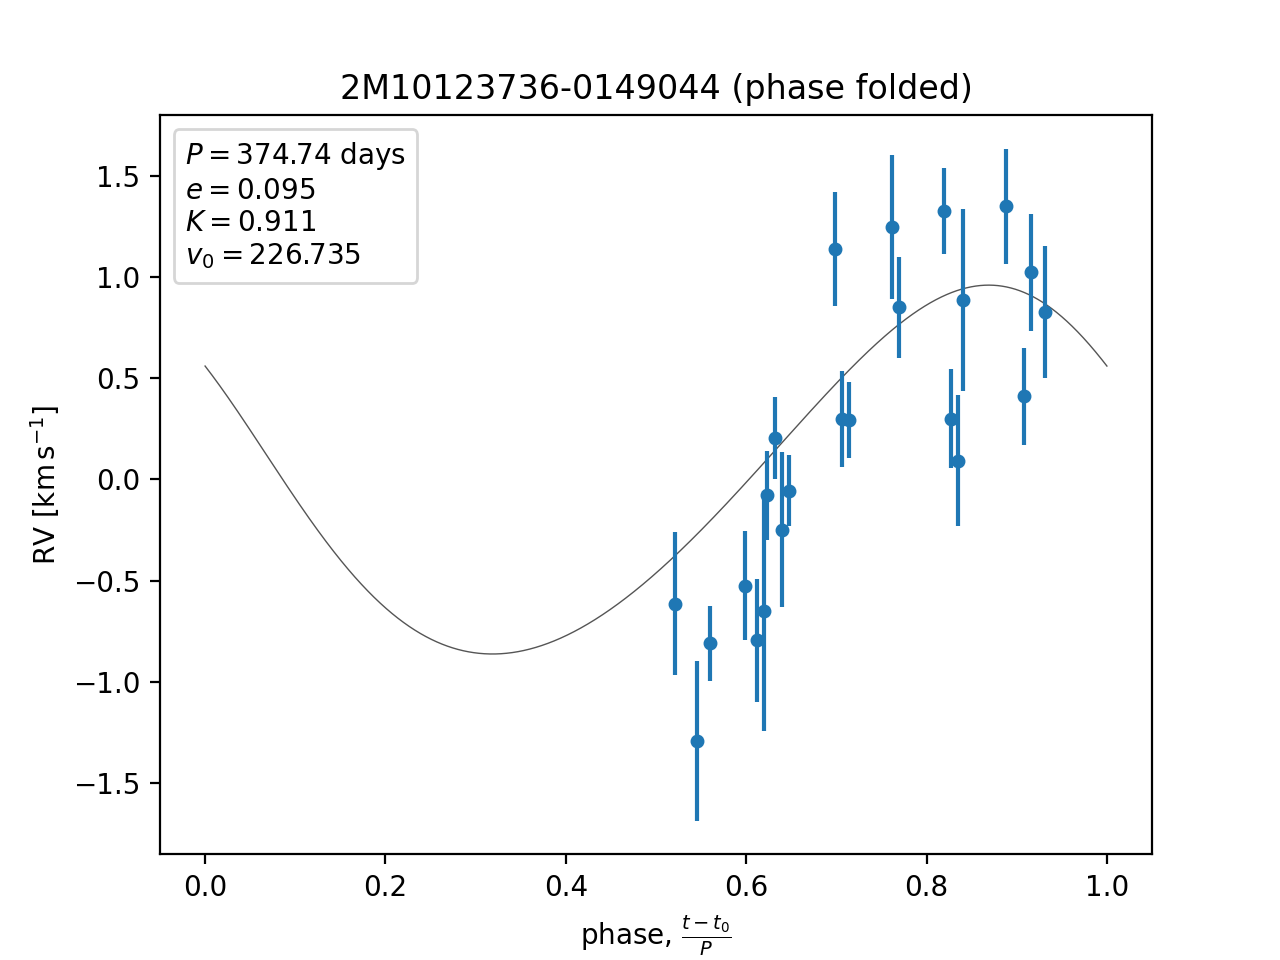 2M10123736-0149044 (phase folded)
P = 374.74 days
e = 0.095
K = 0.911
v₀ = 226.735
1.5
1.0
0.5
0.0
−0.5
−1.0
−1.5
RV [km s⁻¹]
0.0 0.2 0.4 0.6 0.8 1.0
phase, (t − t₀)/P